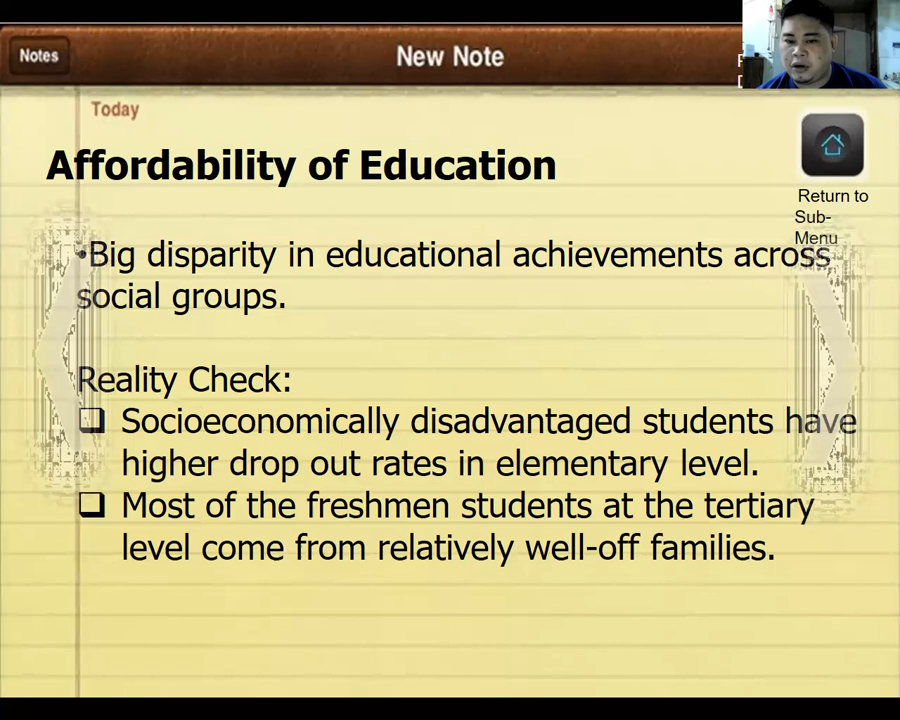 Notes
New Note
Today
Affordability of Education
Return to
Sub-
Menu
•Big disparity in educational achievements across
social groups.
Reality Check:
❑ Socioeconomically disadvantaged students have
higher drop out rates in elementary level.
❑ Most of the freshmen students at the tertiary
level come from relatively well-off families.